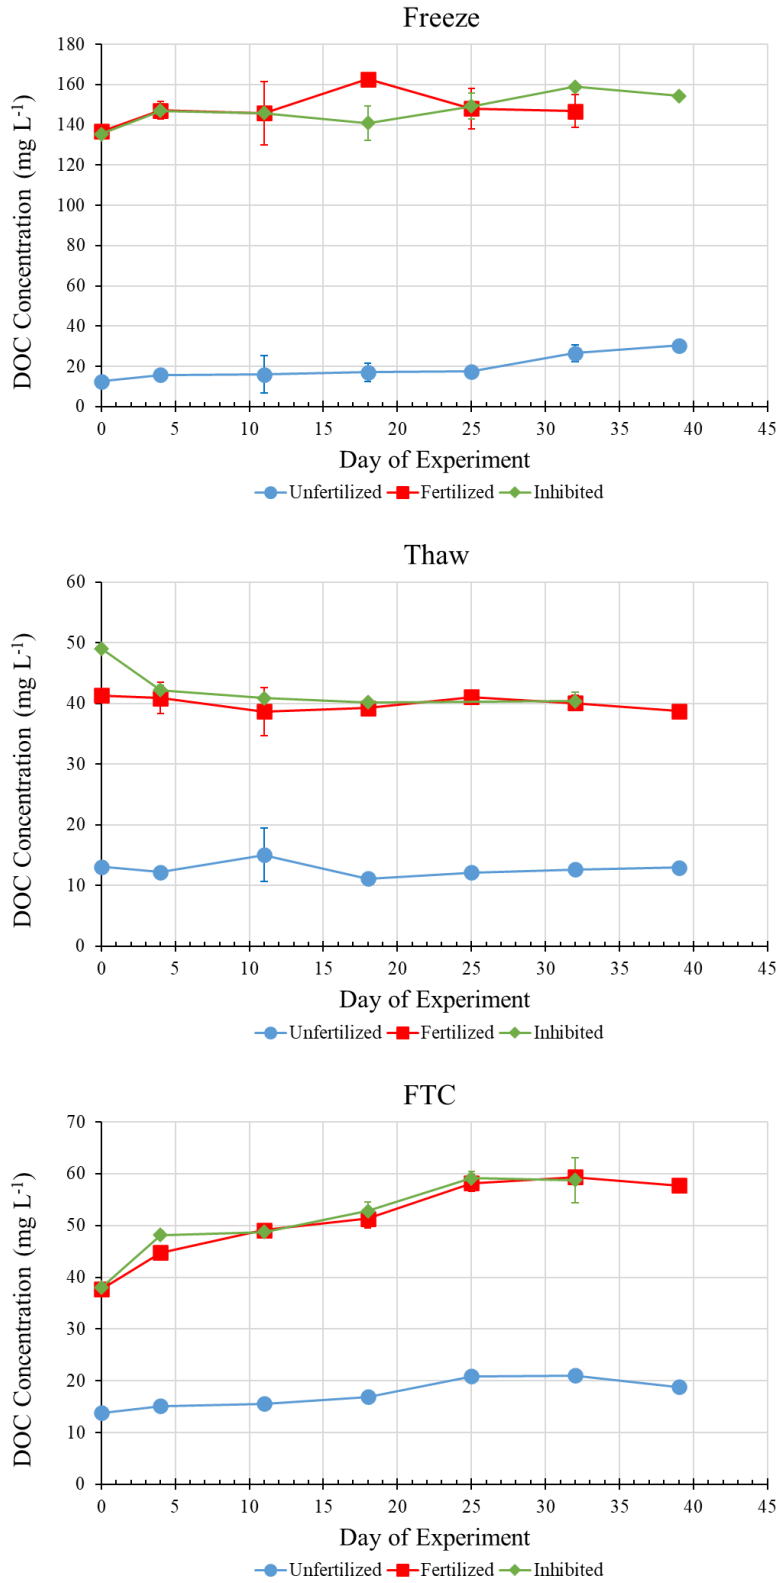 Freeze
DOC Concentration (mg L⁻¹)
180
160
140
120
100
80
60
40
20
0
0 5 10 15 20 25 30 35 40 45
Day of Experiment
Unfertilized Fertilized Inhibited
Thaw
DOC Concentration (mg L⁻¹)
60
50
40
30
20
10
0
0 5 10 15 20 25 30 35 40 45
Day of Experiment
Unfertilized Fertilized Inhibited
FTC
DOC Concentration (mg L⁻¹)
70
60
50
40
30
20
10
0
0 5 10 15 20 25 30 35 40 45
Day of Experiment
Unfertilized Fertilized Inhibited